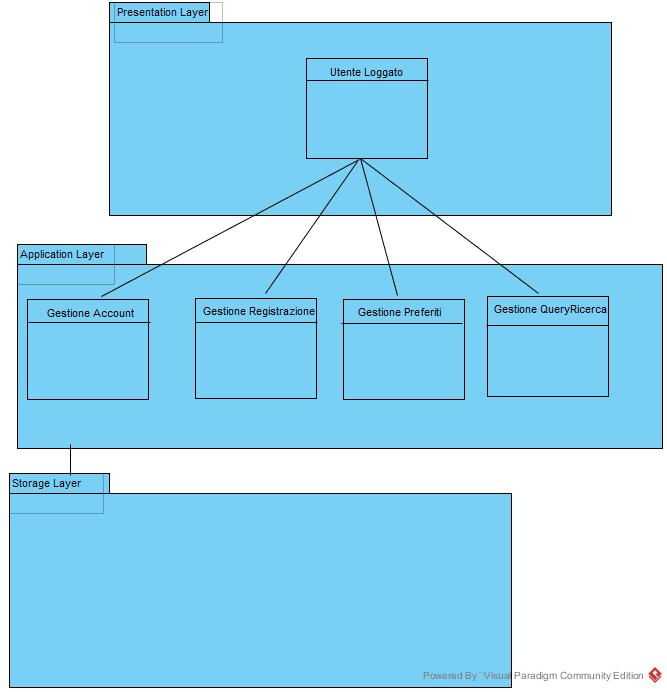 Presentation Layer
Utente Loggato
Application Layer
Gestione Account
Gestione Registrazione
Gestione Preferiti
Gestione QueryRicerca
Storage Layer
Powered By Visual Paradigm Community Edition